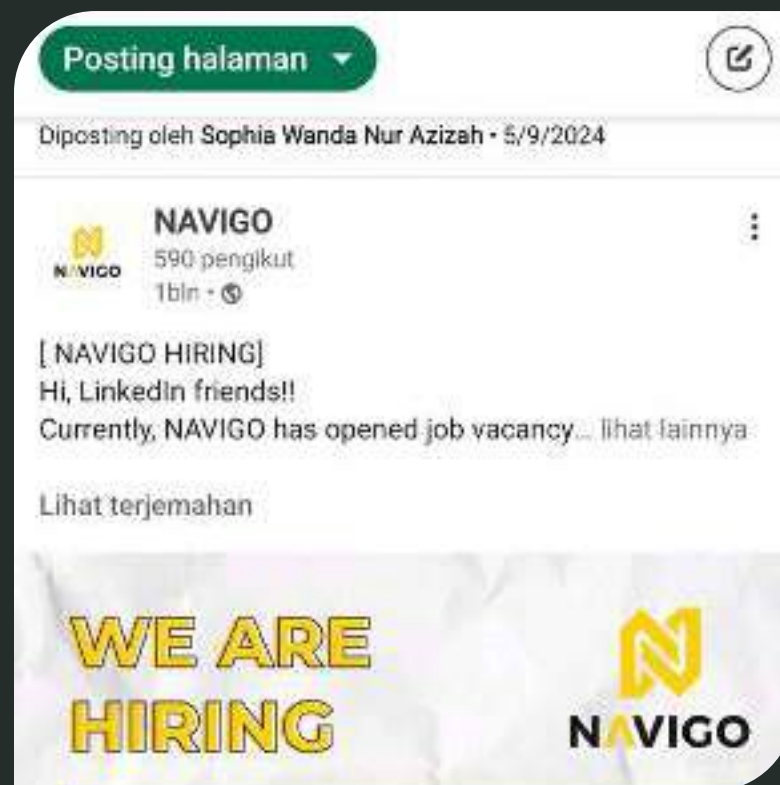 Posting halaman
Diposting oleh Sophia Wanda Nur Azizah • 5/9/2024
NAVIGO
NAVIGO
590 pengikut
1bln •
[ NAVIGO HIRING]
Hi, LinkedIn friends!!
Currently, NAVIGO has opened job vacancy... lihat lainnya
Lihat terjemahan
WE ARE
HIRING
NAVIGO